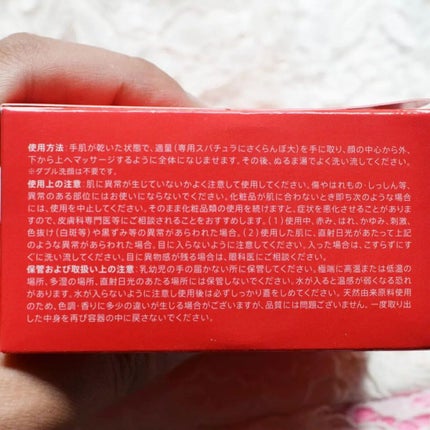 使用方法：手肌が乾いた状態で、適量（専用スパチュラにさくらんぼ大）を手に取り、顔の中心から外、
下から上へマッサージするように全体になじませます。その後、ぬるま湯でよく洗い流してください。
※ダブル洗顔は不要です。
使用上の注意：肌に異常が生じていないかよく注意して使用してください。傷やはれもの・しっしん等、
異常のある部位にはお使いにならないでください。化粧品が肌に合わないとき即ち次のような場合
には、使用を中止してください。そのまま化粧品類の使用を続けますと、症状を悪化させることがありま
すので、皮膚科専門医等にご相談されることをおすすめします。（1）使用中、赤み、はれ、かゆみ、刺激、
色抜け（白斑等）や黒ずみ等の異常があらわれた場合。（2）使用した肌に、直射日光があたって上記
のような異常があらわれた場合。目に入らないように注意してください。入った場合は、こすらずにす
ぐに洗い流してください。目に異物感が残る場合は、眼科医にご相談ください。
保管および取扱い上の注意：乳幼児の手の届かない所に保管してください。極端に高温または低温の
場所、多湿の場所、直射日光のあたる場所には保管しないでください。水が入ると温感が弱くなる恐れ
があります。水が入らないように注意し使用後は必ずしっかり蓋をしめてください。天然由来原料使用
のため、色調・香りに多少の違いが生じる場合がございますが、品質には問題ございません。一度取り出
した中身を再び容器の中に戻さないでください。